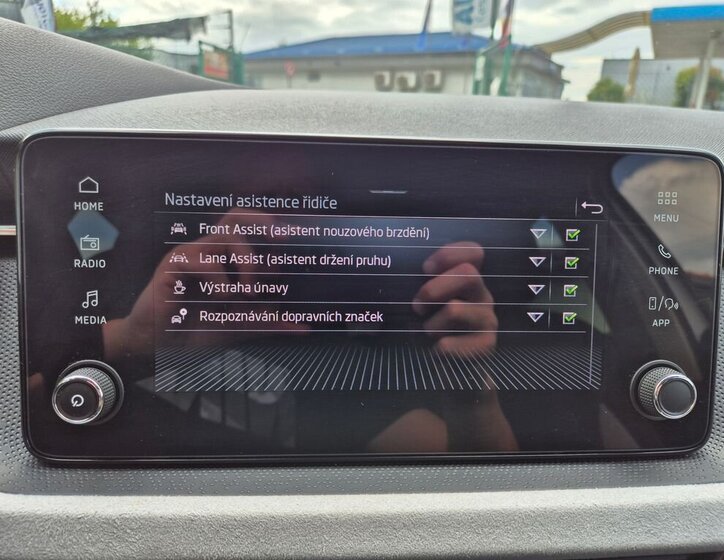 Nastavení asistence řidiče
Front Assist (asistent nouzového brzdění)
Lane Assist (asistent držení pruhu)
Výstraha únavy
Rozpoznávání dopravních značek
HOME
RADIO
MEDIA
MENU
PHONE
APP